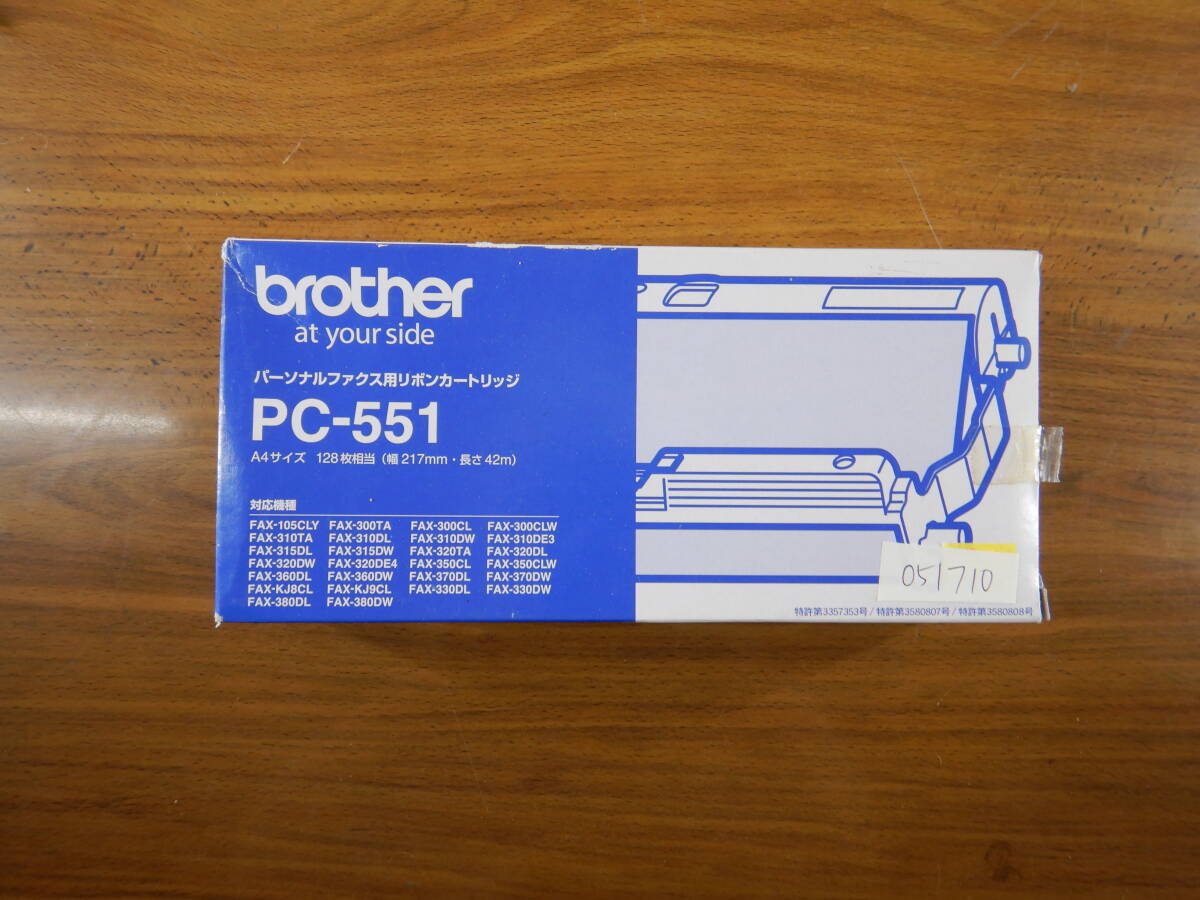 brother
at your side
パーソナルファクス用リボンカートリッジ
PC-551
A4サイズ 128枚相当（幅217mm・長さ42m）
対応機種
FAX-105CLY FAX-300TA FAX-300CL FAX-300CLW
FAX-310TA FAX-310DL FAX-310DW FAX-310DE3
FAX-315DL FAX-315DW FAX-320TA FAX-320DL
FAX-320DW FAX-320DE4 FAX-350CL FAX-350CLW
FAX-360DL FAX-360DW FAX-370DL FAX-370DW
FAX-KJ8CL FAX-KJ9CL FAX-330DL FAX-330DW
FAX-380DL FAX-380DW
051710
特許第3357353号 / 特許第3580807号 / 特許第3580808号